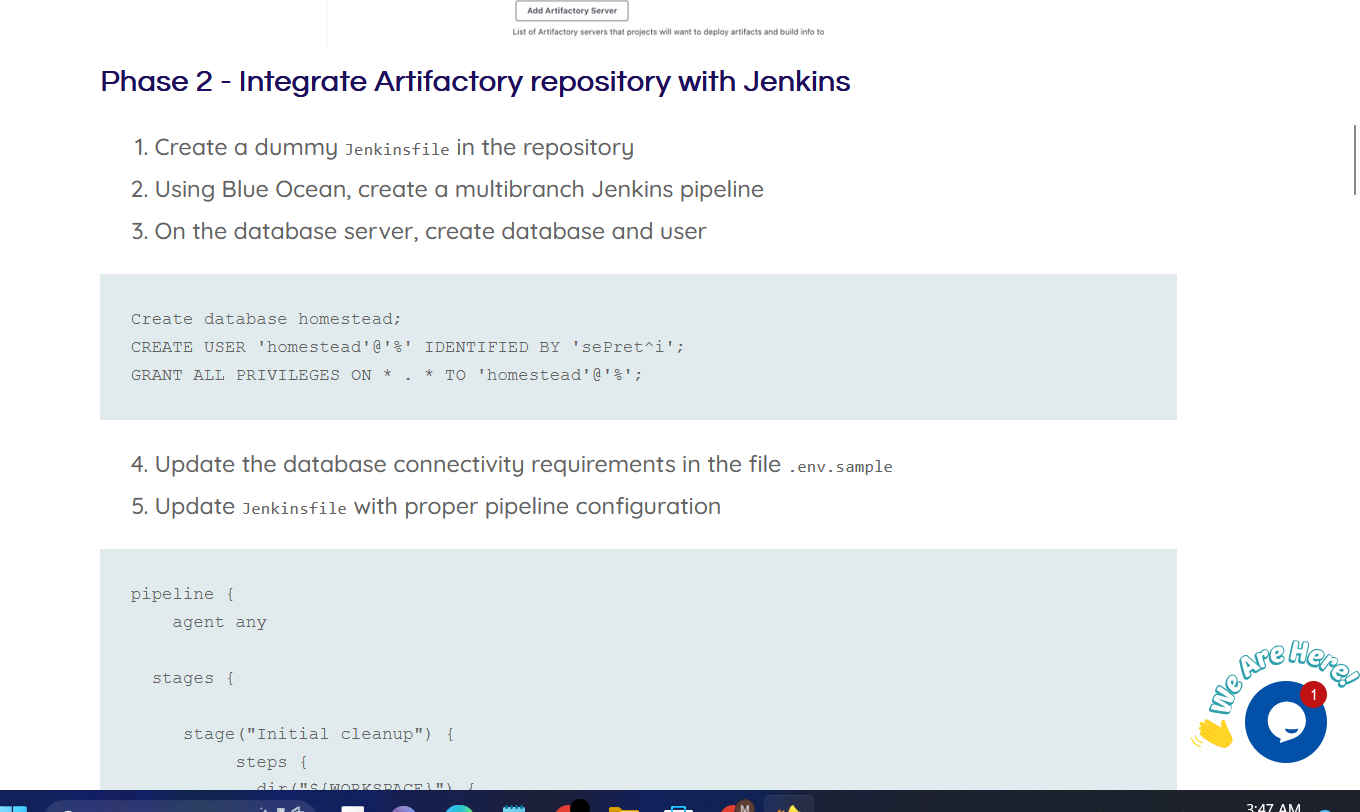 Add Artifactory Server
List of Artifactory servers that projects will want to deploy artifacts and build info to
Phase 2 - Integrate Artifactory repository with Jenkins
1. Create a dummy Jenkinsfile in the repository
2. Using Blue Ocean, create a multibranch Jenkins pipeline
3. On the database server, create database and user
Create database homestead;
CREATE USER 'homestead'@'%' IDENTIFIED BY 'sePret^i';
GRANT ALL PRIVILEGES ON * . * TO 'homestead'@'%';
4. Update the database connectivity requirements in the file .env.sample
5. Update Jenkinsfile with proper pipeline configuration
pipeline {
agent any
stages {
stage("Initial cleanup") {
steps {
dir("${WORKSPACE}") {
We Are Here!
1
M
3:47 AM